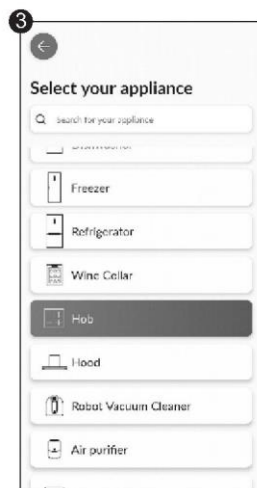 3
Select your appliance
Search for your appliance
Dishwasher
Freezer
Refrigerator
Wine Cellar
Hob
Hood
Robot Vacuum Cleaner
Air purifier